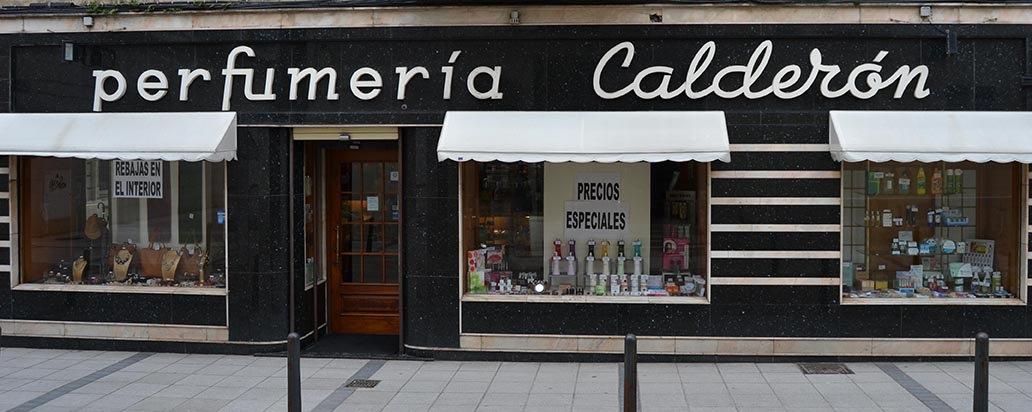 perfumería Calderón
REBAJAS EN
EL INTERIOR
PRECIOS
ESPECIALES